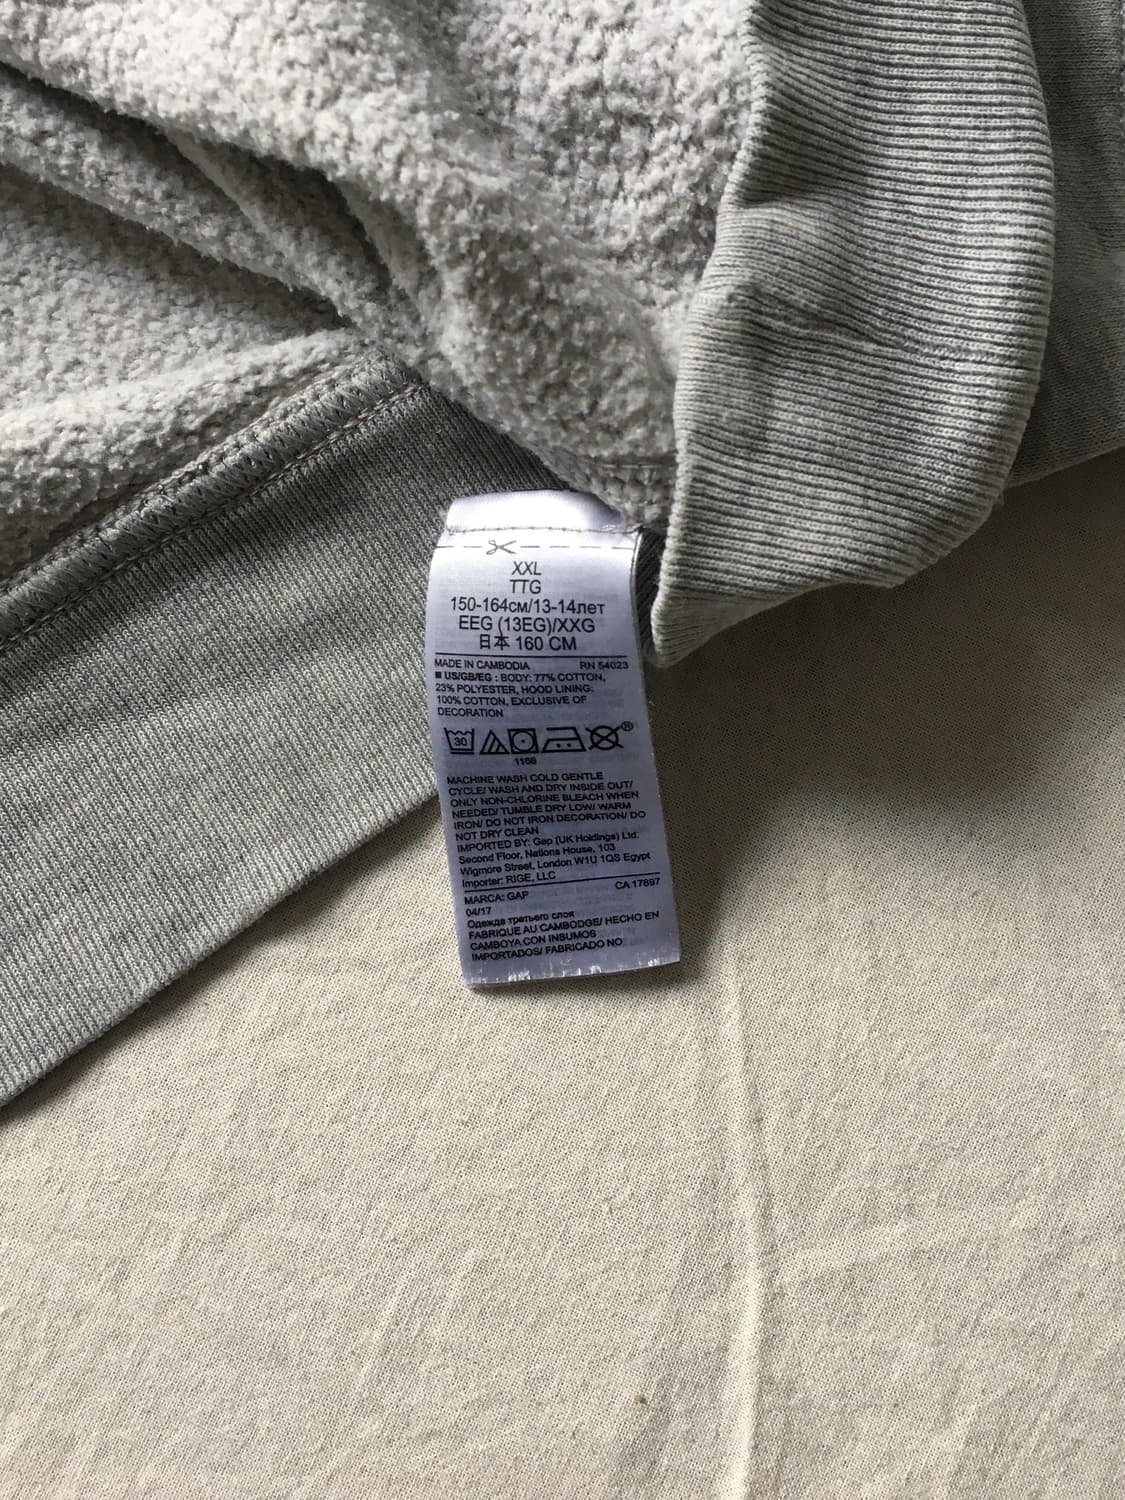 XXL
TTG
150-164см/13-14лет
EEG (13EG)/XXG
日本 160 CM
MADE IN CAMBODIA RN 54023
■ US/GB/EG : BODY: 77% COTTON,
23% POLYESTER, HOOD LINING:
100% COTTON, EXCLUSIVE OF
DECORATION
30 ®
1168
MACHINE WASH COLD GENTLE
CYCLE/ WASH AND DRY INSIDE OUT/
ONLY NON-CHLORINE BLEACH WHEN
NEEDED/ TUMBLE DRY LOW/ WARM
IRON/ DO NOT IRON DECORATION/ DO
NOT DRY CLEAN
IMPORTED BY: Gap (UK Holdings) Ltd.
Second Floor, Nations House, 103
Wigmore Street, London W1U 1QS Egypt
Importer: RIGE, LLC
MARCA: GAP CA 17897
04/17
Одежда третьего слоя
FABRIQUE AU CAMBODGE/ HECHO EN
CAMBOYA CON INSUMOS
IMPORTADOS/ FABRICADO NO